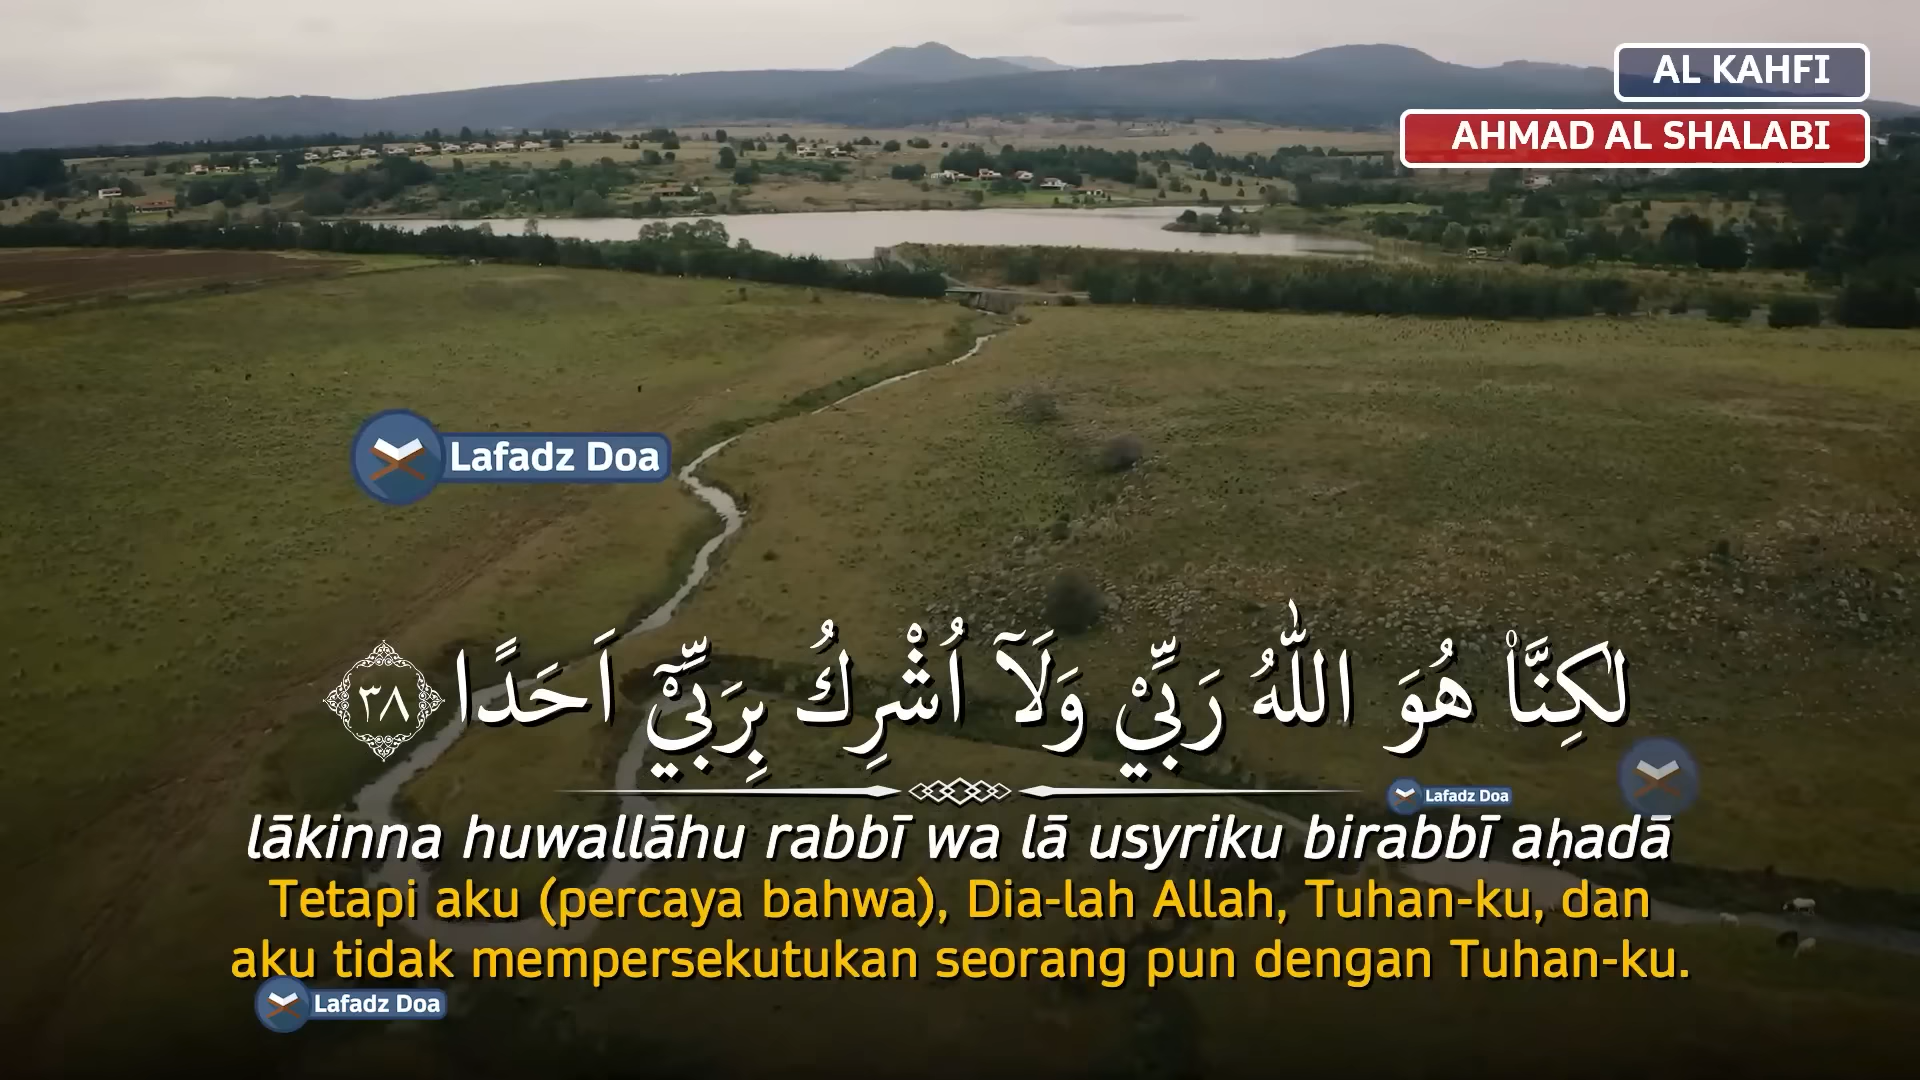 AL KAHFI
AHMAD AL SHALABI
Lafadz Doa
لٰكِنَّا۠ هُوَ اللّٰهُ رَبِّيْ وَلَآ اُشْرِكُ بِرَبِّيْٓ اَحَدًا ٣٨
Lafadz Doa
lākinna huwallāhu rabbī wa lā usyriku birabbī aḥadā
Tetapi aku (percaya bahwa), Dia-lah Allah, Tuhan-ku, dan
aku tidak mempersekutukan seorang pun dengan Tuhan-ku.
Lafadz Doa